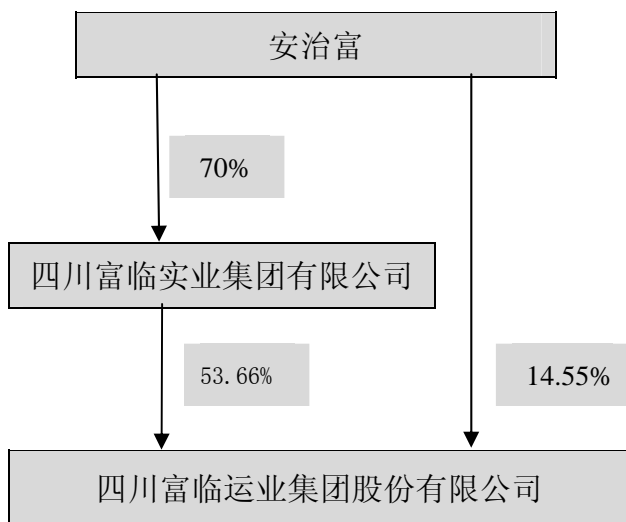 安治富
70%
四川富临实业集团有限公司
53.66%
14.55%
四川富临运业集团股份有限公司